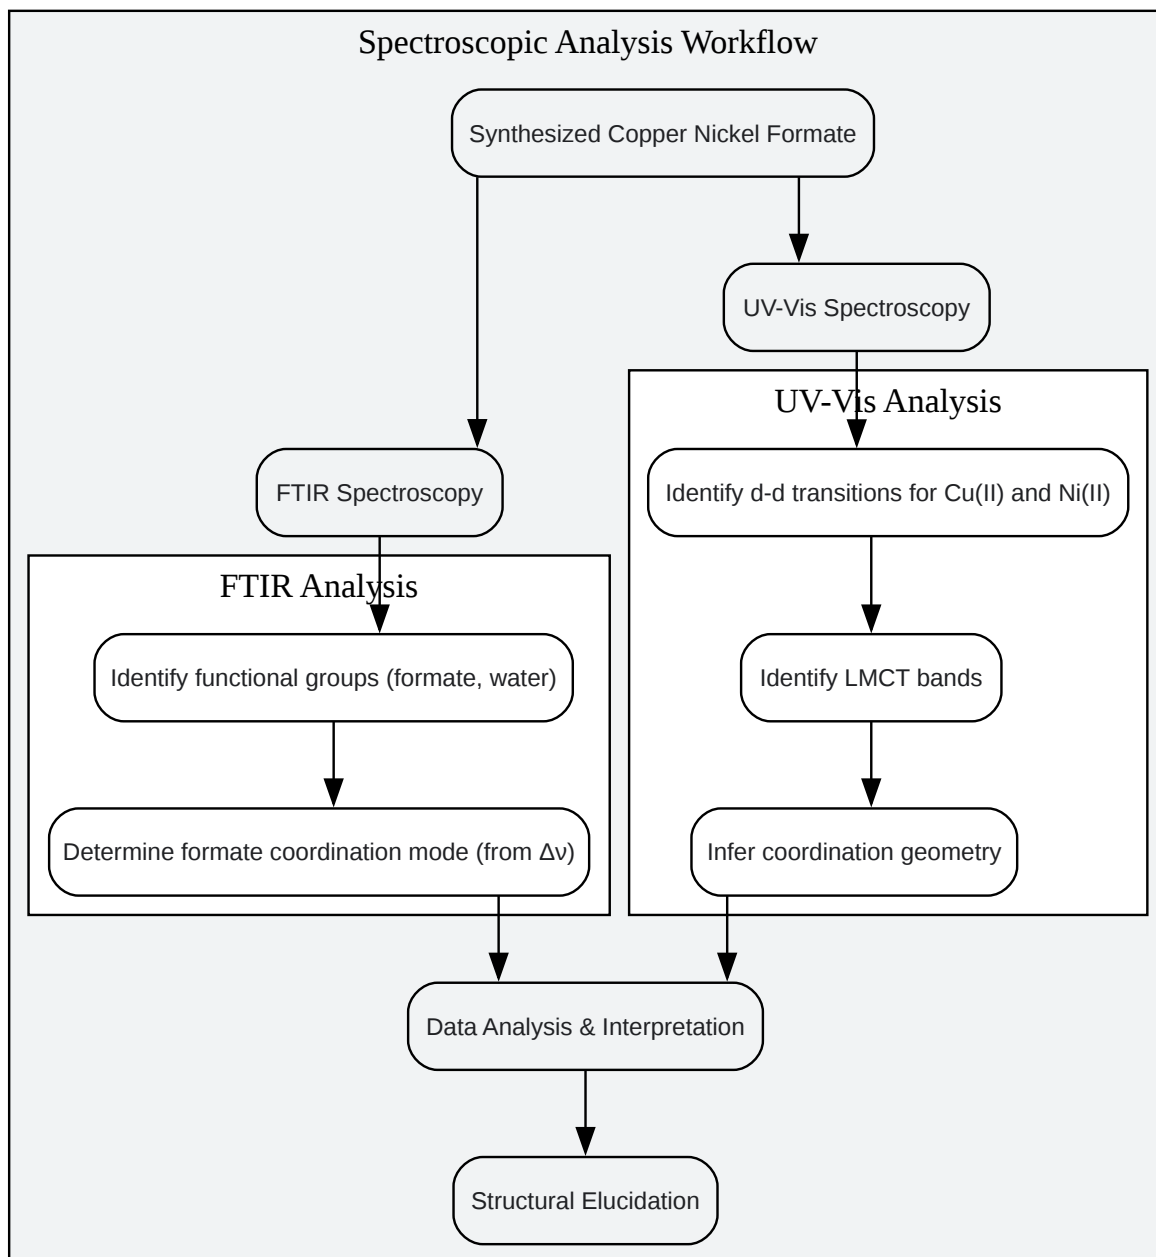 Spectroscopic Analysis Workflow
Synthesized Copper Nickel Formate
UV-Vis Spectroscopy
UV-Vis Analysis
FTIR Spectroscopy
Identify d-d transitions for Cu(II) and Ni(II)
FTIR Analysis
Identify functional groups (formate, water)
Identify LMCT bands
Determine formate coordination mode (from Δν)
Infer coordination geometry
Data Analysis & Interpretation
Structural Elucidation